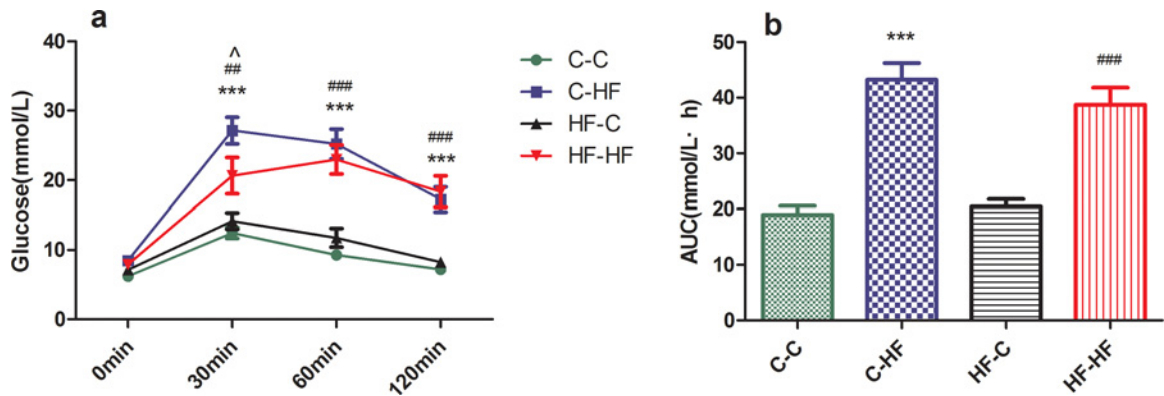 a
Glucose(mmol/L)
40
30
20
10
0
^
##
***
###
***
###
***
0min
30min
60min
120min
C-C
C-HF
HF-C
HF-HF
b
AUC(mmol/L· h)
50
40
30
20
10
0
***
###
C-C
C-HF
HF-C
HF-HF